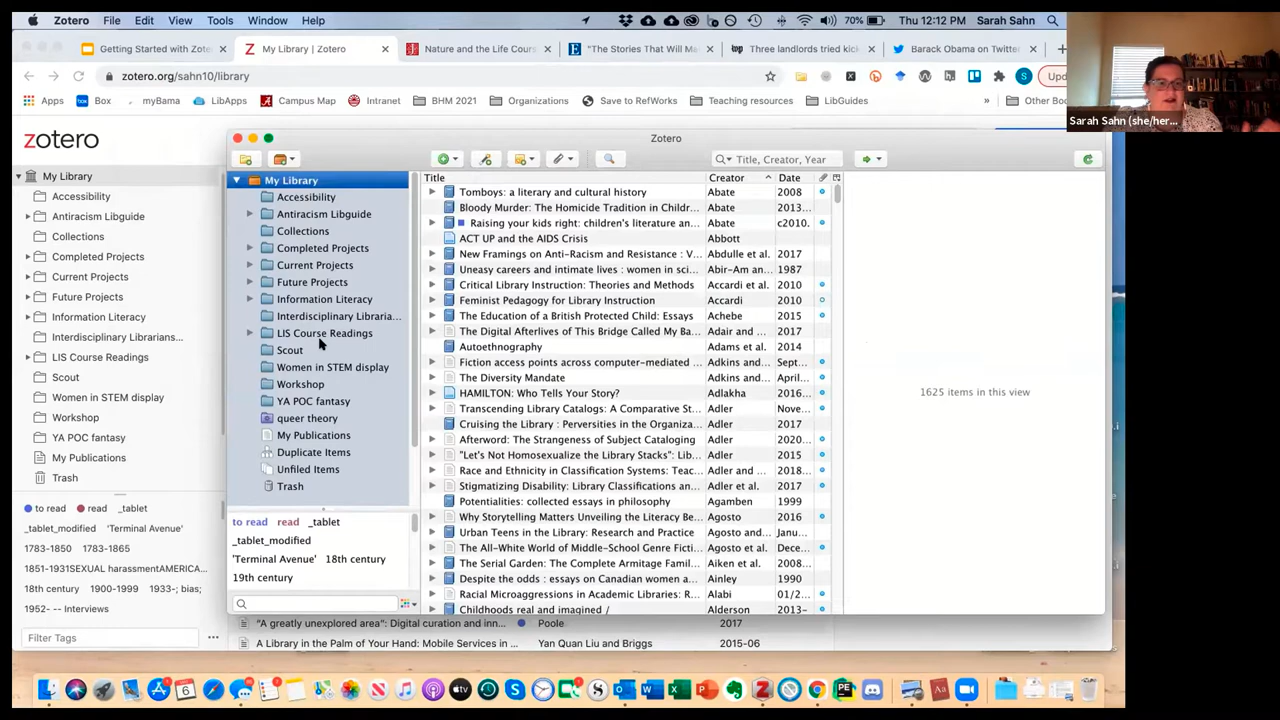 Zotero File Edit View Tools Window Help 70% Thu 12:12 PM Sarah Sahn
Getting Started with Zote
My Library | Zotero
Nature and the Life Cours
"The Stories That Will Ma
Three landlords tried kick
Barack Obama on Twitter
zotero.org/sahn10/library
Apps Box myBama LibApps Campus Map Intranet BHM 2021 Organizations Save to RefWorks Teaching resources LibGuides » Other Bo
Sarah Sahn (she/her...
zotero
My Library
Accessibility
Antiracism Libguide
Collections
Completed Projects
Current Projects
Future Projects
Information Literacy
Interdisciplinary Librarians...
LIS Course Readings
Scout
Women in STEM display
Workshop
YA POC fantasy
My Publications
Trash
to read read _tablet
_tablet_modified 'Terminal Avenue'
1783-1850 1783-1865
1851-1931SEXUAL harassmentAMERICA...
18th century 1900-1999 1933-; bias;
1952- -- Interviews
Filter Tags
Zotero
Title, Creator, Year
My Library
Accessibility
Antiracism Libguide
Collections
Completed Projects
Current Projects
Future Projects
Information Literacy
Interdisciplinary Libraria...
LIS Course Readings
Scout
Women in STEM display
Workshop
YA POC fantasy
queer theory
My Publications
Duplicate Items
Unfiled Items
Trash
to read read _tablet
_tablet_modified
'Terminal Avenue' 18th century
19th century
Title Creator Date
Tomboys: a literary and cultural history Abate 2008
Bloody Murder: The Homicide Tradition in Childr... Abate 2013...
Raising your kids right: children's literature an... Abate c2010.
ACT UP and the AIDS Crisis Abbott
New Framings on Anti-Racism and Resistance : V... Abdulle et al. 2017
Uneasy careers and intimate lives : women in sci... Abir-Am an... 1987
Critical Library Instruction: Theories and Methods Accardi et al. 2010
Feminist Pedagogy for Library Instruction Accardi 2010
The Education of a British Protected Child: Essays Achebe 2015
The Digital Afterlives of This Bridge Called My Ba... Adair and ... 2017
Autoethnography Adams et al. 2014
Fiction access points across computer-mediated ... Adkins and... Sept...
The Diversity Mandate Adkins and... April...
HAMILTON: Who Tells Your Story? Adlakha 2016...
Transcending Library Catalogs: A Comparative St... Adler Nove...
Cruising the Library : Perversities in the Organiza... Adler 2017
Afterword: The Strangeness of Subject Cataloging Adler 2020...
"Let's Not Homosexualize the Library Stacks": Lib... Adler 2015
Race and Ethnicity in Classification Systems: Teac... Adler and ... 2018...
Stigmatizing Disability: Library Classifications an... Adler et al. 2017
Potentialities: collected essays in philosophy Agamben 1999
Why Storytelling Matters Unveiling the Literacy Be... Agosto 2016
Urban Teens in the Library: Research and Practice Agosto and... Janu...
The All-White World of Middle-School Genre Ficti... Agosto et al. Dece...
The Serial Garden: The Complete Armitage Famil... Aiken et al. 2008...
Despite the odds : essays on Canadian women a... Ainley 1990
Racial Microaggressions in Academic Libraries: R... Alabi 01/2...
Childhoods real and imagined / Alderson 2013-
1625 items in this view
"A greatly unexplored area": Digital curation and inn... Poole 2017
A Library in the Palm of Your Hand: Mobile Services in ... Yan Quan Liu and Briggs 2015-06